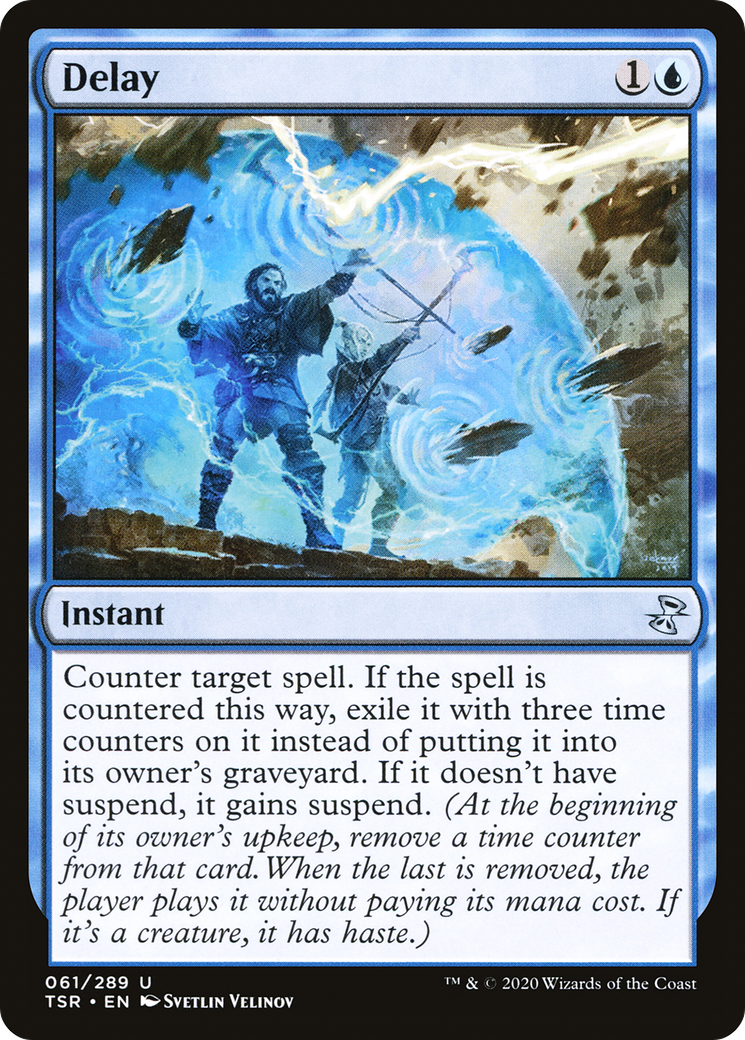 Delay 1
Instant
Counter target spell. If the spell is
countered this way, exile it with three time
counters on it instead of putting it into
its owner's graveyard. If it doesn't have
suspend, it gains suspend. (At the beginning
of its owner's upkeep, remove a time counter
from that card. When the last is removed, the
player plays it without paying its mana cost. If
it's a creature, it has haste.)
061/289 U
TSR • EN SVETLIN VELINOV
™ & © 2020 Wizards of the Coast